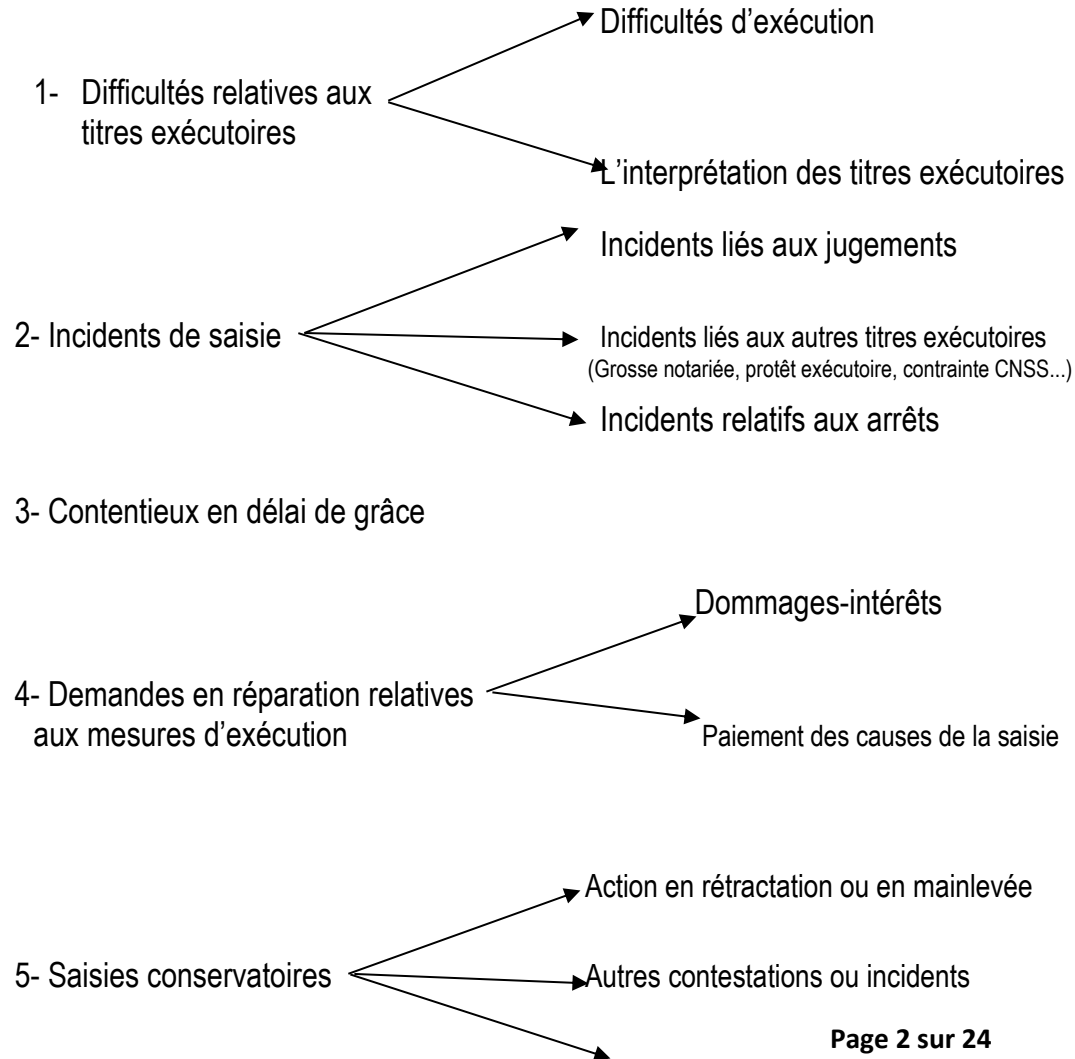 Difficultés d’exécution
1- Difficultés relatives aux
titres exécutoires
L’interprétation des titres exécutoires
Incidents liés aux jugements
2- Incidents de saisie
Incidents liés aux autres titres exécutoires
(Grosse notariée, protêt exécutoire, contrainte CNSS...)
Incidents relatifs aux arrêts
3- Contentieux en délai de grâce
Dommages-intérêts
4- Demandes en réparation relatives
aux mesures d’exécution
Paiement des causes de la saisie
Action en rétractation ou en mainlevée
5- Saisies conservatoires
Autres contestations ou incidents
Page 2 sur 24